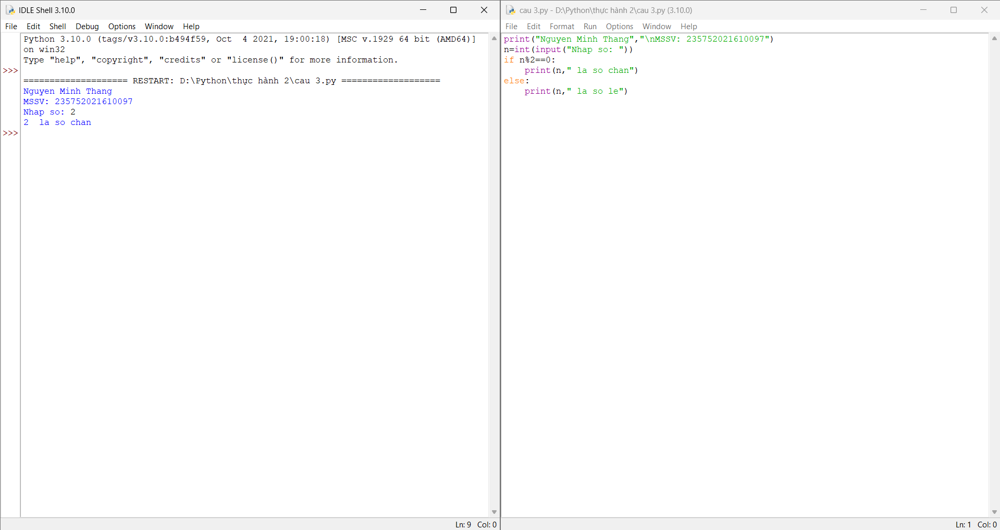 IDLE Shell 3.10.0
File Edit Shell Debug Options Window Help
Python 3.10.0 (tags/v3.10.0:b494f59, Oct  4 2021, 19:00:18) [MSC v.1929 64 bit (AMD64)]
on win32
Type "help", "copyright", "credits" or "license()" for more information.
>>>
==================== RESTART: D:\Python\thực hành 2\cau 3.py ===================
Nguyen Minh Thang
MSSV: 235752021610097
Nhap so: 2
2  la so chan
>>>
Ln: 9 Col: 0
cau 3.py - D:\Python\thực hành 2\cau 3.py (3.10.0)
File Edit Format Run Options Window Help
print("Nguyen Minh Thang","\nMSSV: 235752021610097")
n=int(input("Nhap so: "))
if n%2==0:
    print(n," la so chan")
else:
    print(n," la so le")
Ln: 1 Col: 0